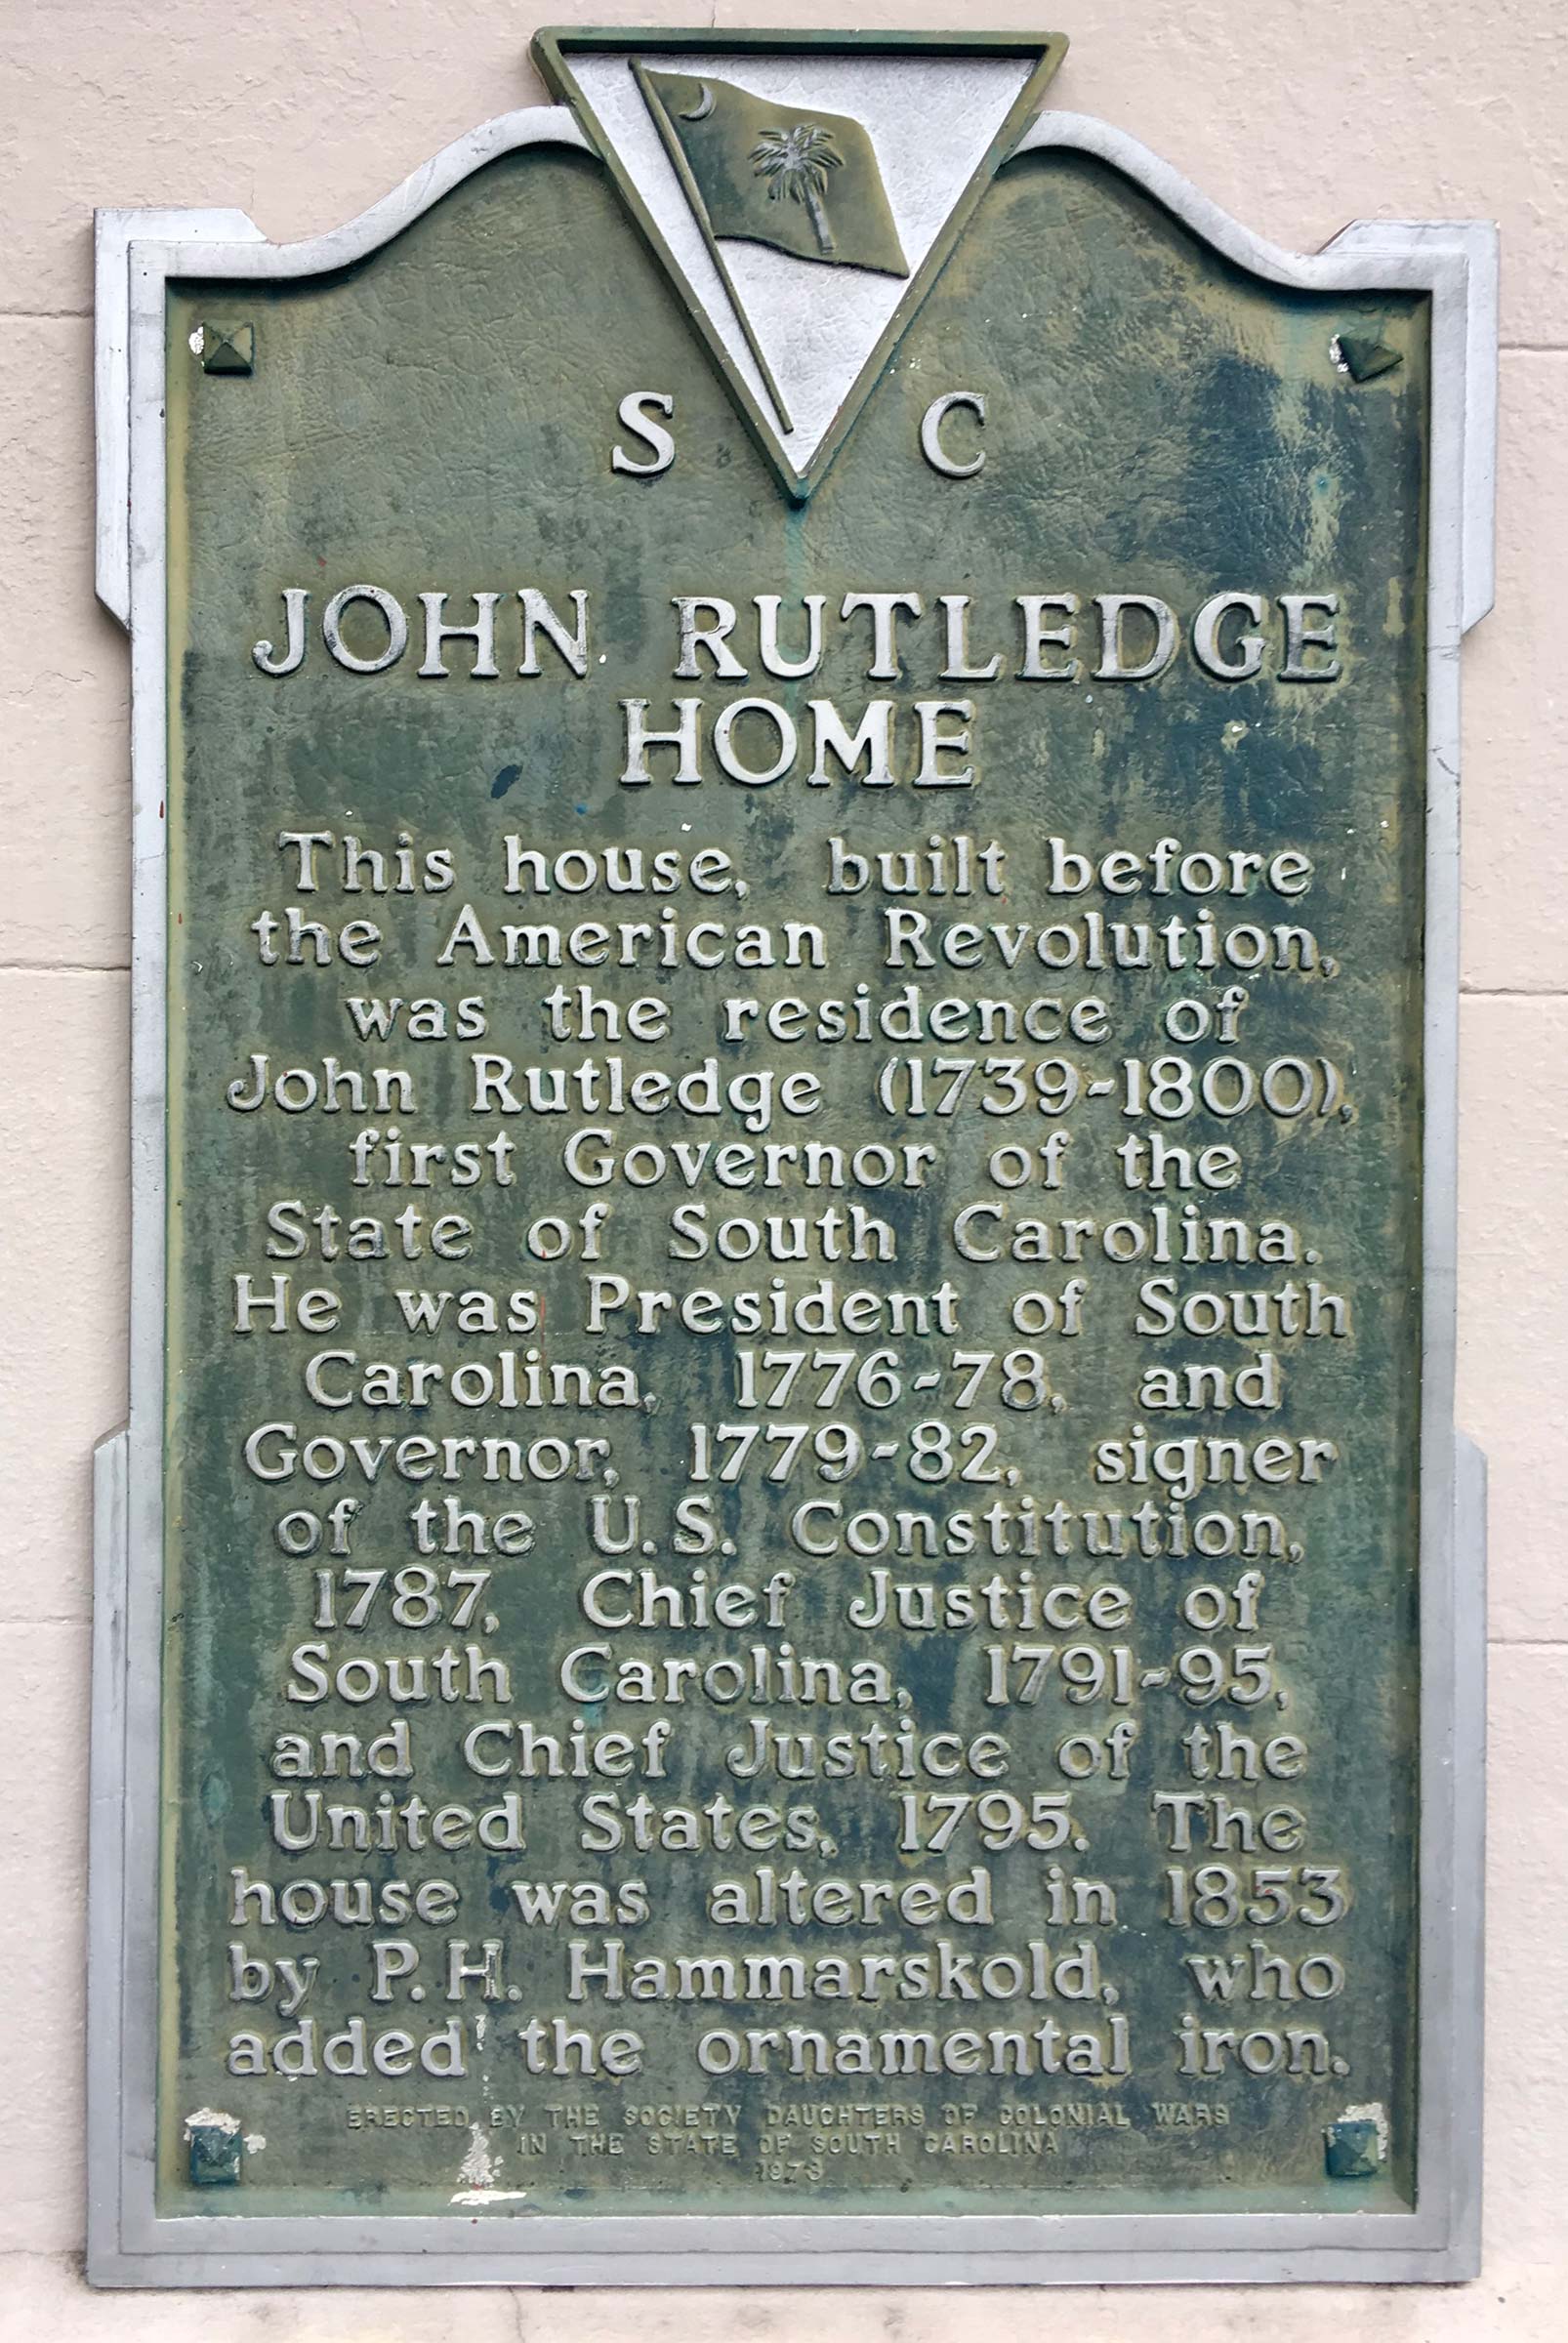 S C
JOHN RUTLEDGE
HOME
This house, built before
the American Revolution,
was the residence of
John Rutledge (1739-1800),
first Governor of the
State of South Carolina.
He was President of South
Carolina, 1776-78, and
Governor, 1779-82, signer
of the U.S. Constitution,
1787, Chief Justice of
South Carolina, 1791-95,
and Chief Justice of the
United States, 1795. The
house was altered in 1853
by P.H. Hammarskold, who
added the ornamental iron.
ERECTED BY THE SOCIETY DAUGHTERS OF COLONIAL WARS
IN THE STATE OF SOUTH CAROLINA
1973